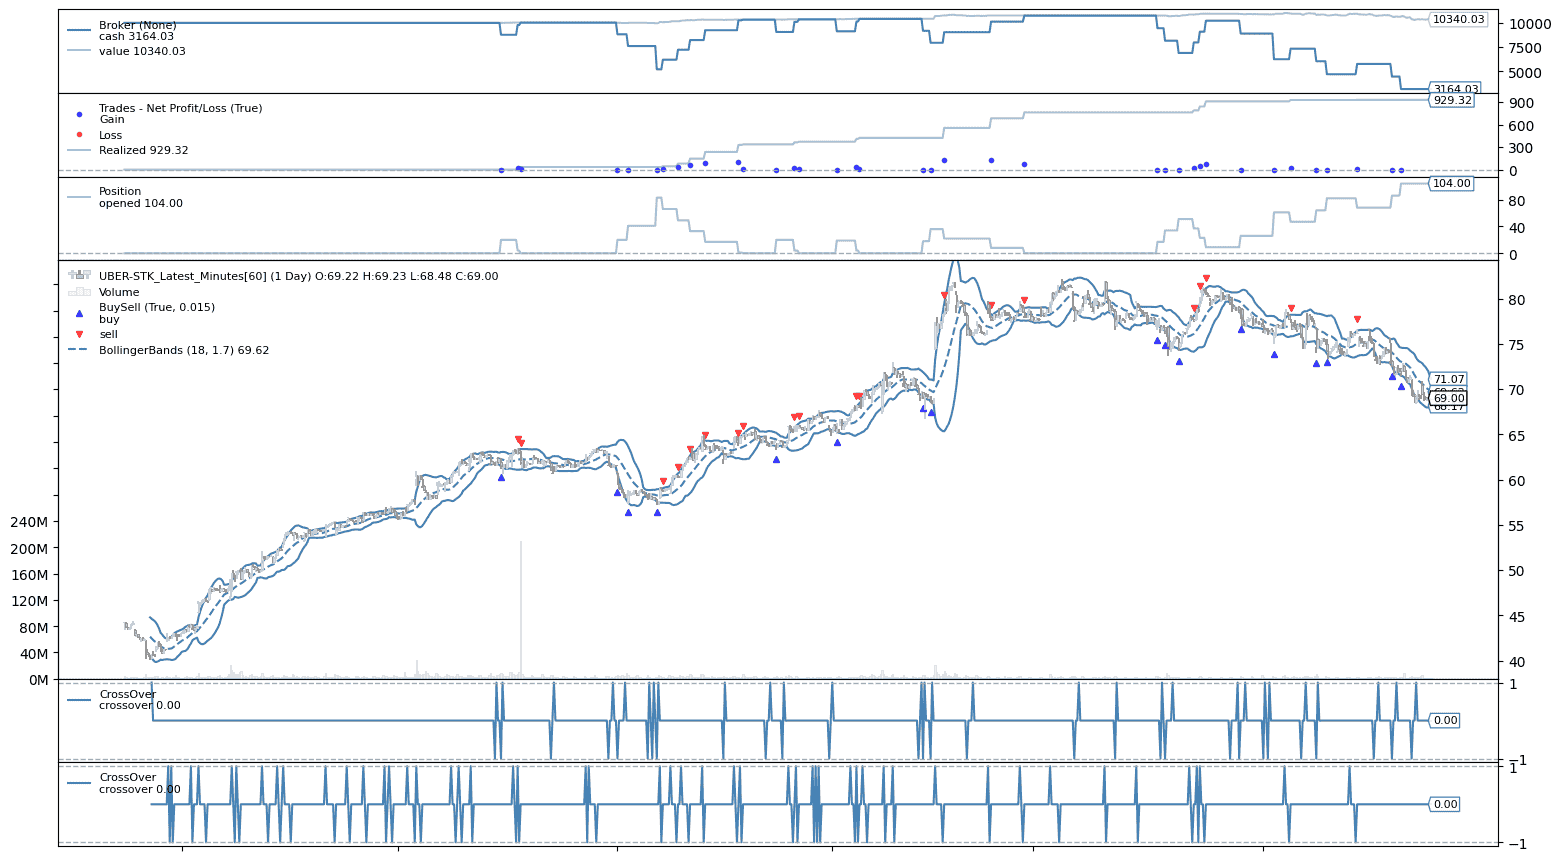 Broker (None)
cash 3164.03
value 10340.03
10340.03
10000
7500
5000
3164.03
Trades - Net Profit/Loss (True)
Gain
Loss
Realized 929.32
929.32
900
600
300
0
Position
opened 104.00
104.00
80
40
0
UBER-STK_Latest_Minutes[60] (1 Day) O:69.22 H:69.23 L:68.48 C:69.00
Volume
BuySell (True, 0.015)
buy
sell
BollingerBands (18, 1.7) 69.62
80
75
70
65
60
55
50
45
40
71.07
69.62
69.00
68.17
240M
200M
160M
120M
80M
40M
0M
CrossOver
crossover 0.00
1
0.00
−1
CrossOver
crossover 0.00
1
0.00
−1